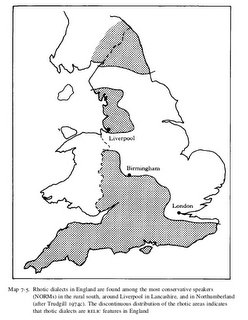 Liverpool
Birmingham
London
Map 7-5. Rhotic dialects in England are found among the most conservative speakers
(NORMs) in the rural south, around Liverpool in Lancashire, and in Northumberland
(after Trudgill 1974c). The discontinuous distribution of the rhotic areas indicates
that rhotic dialects are RELIC features in England